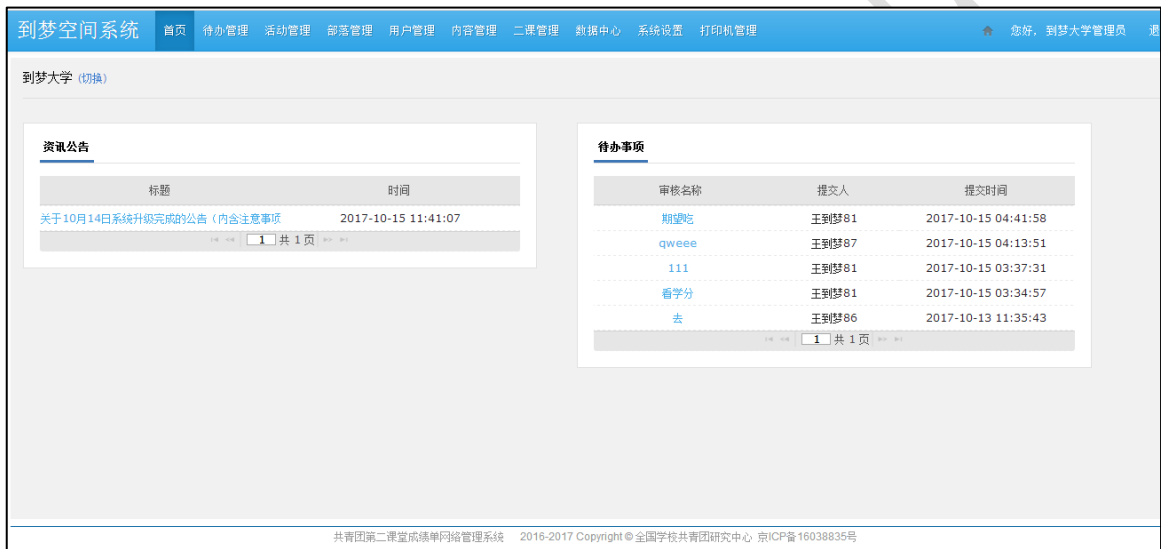 到梦空间系统 首页 待办管理 活动管理 部落管理 用户管理 内容管理 二课管理 数据中心 系统设置 打印机管理 您好，到梦大学管理员 退
到梦大学 (切换)
资讯公告
标题 时间
关于10月14日系统升级完成的公告（内含注意事项 2017-10-15 11:41:07
1 共 1 页
待办事项
审核名称 提交人 提交时间
期望吃 王到梦81 2017-10-15 04:41:58
qweee 王到梦87 2017-10-15 04:13:51
111 王到梦81 2017-10-15 03:37:31
看学分 王到梦81 2017-10-15 03:34:57
去 王到梦86 2017-10-13 11:35:43
1 共 1 页
共青团第二课堂成绩单网络管理系统 2016-2017 Copyright © 全国学校共青团研究中心 京ICP备16038835号